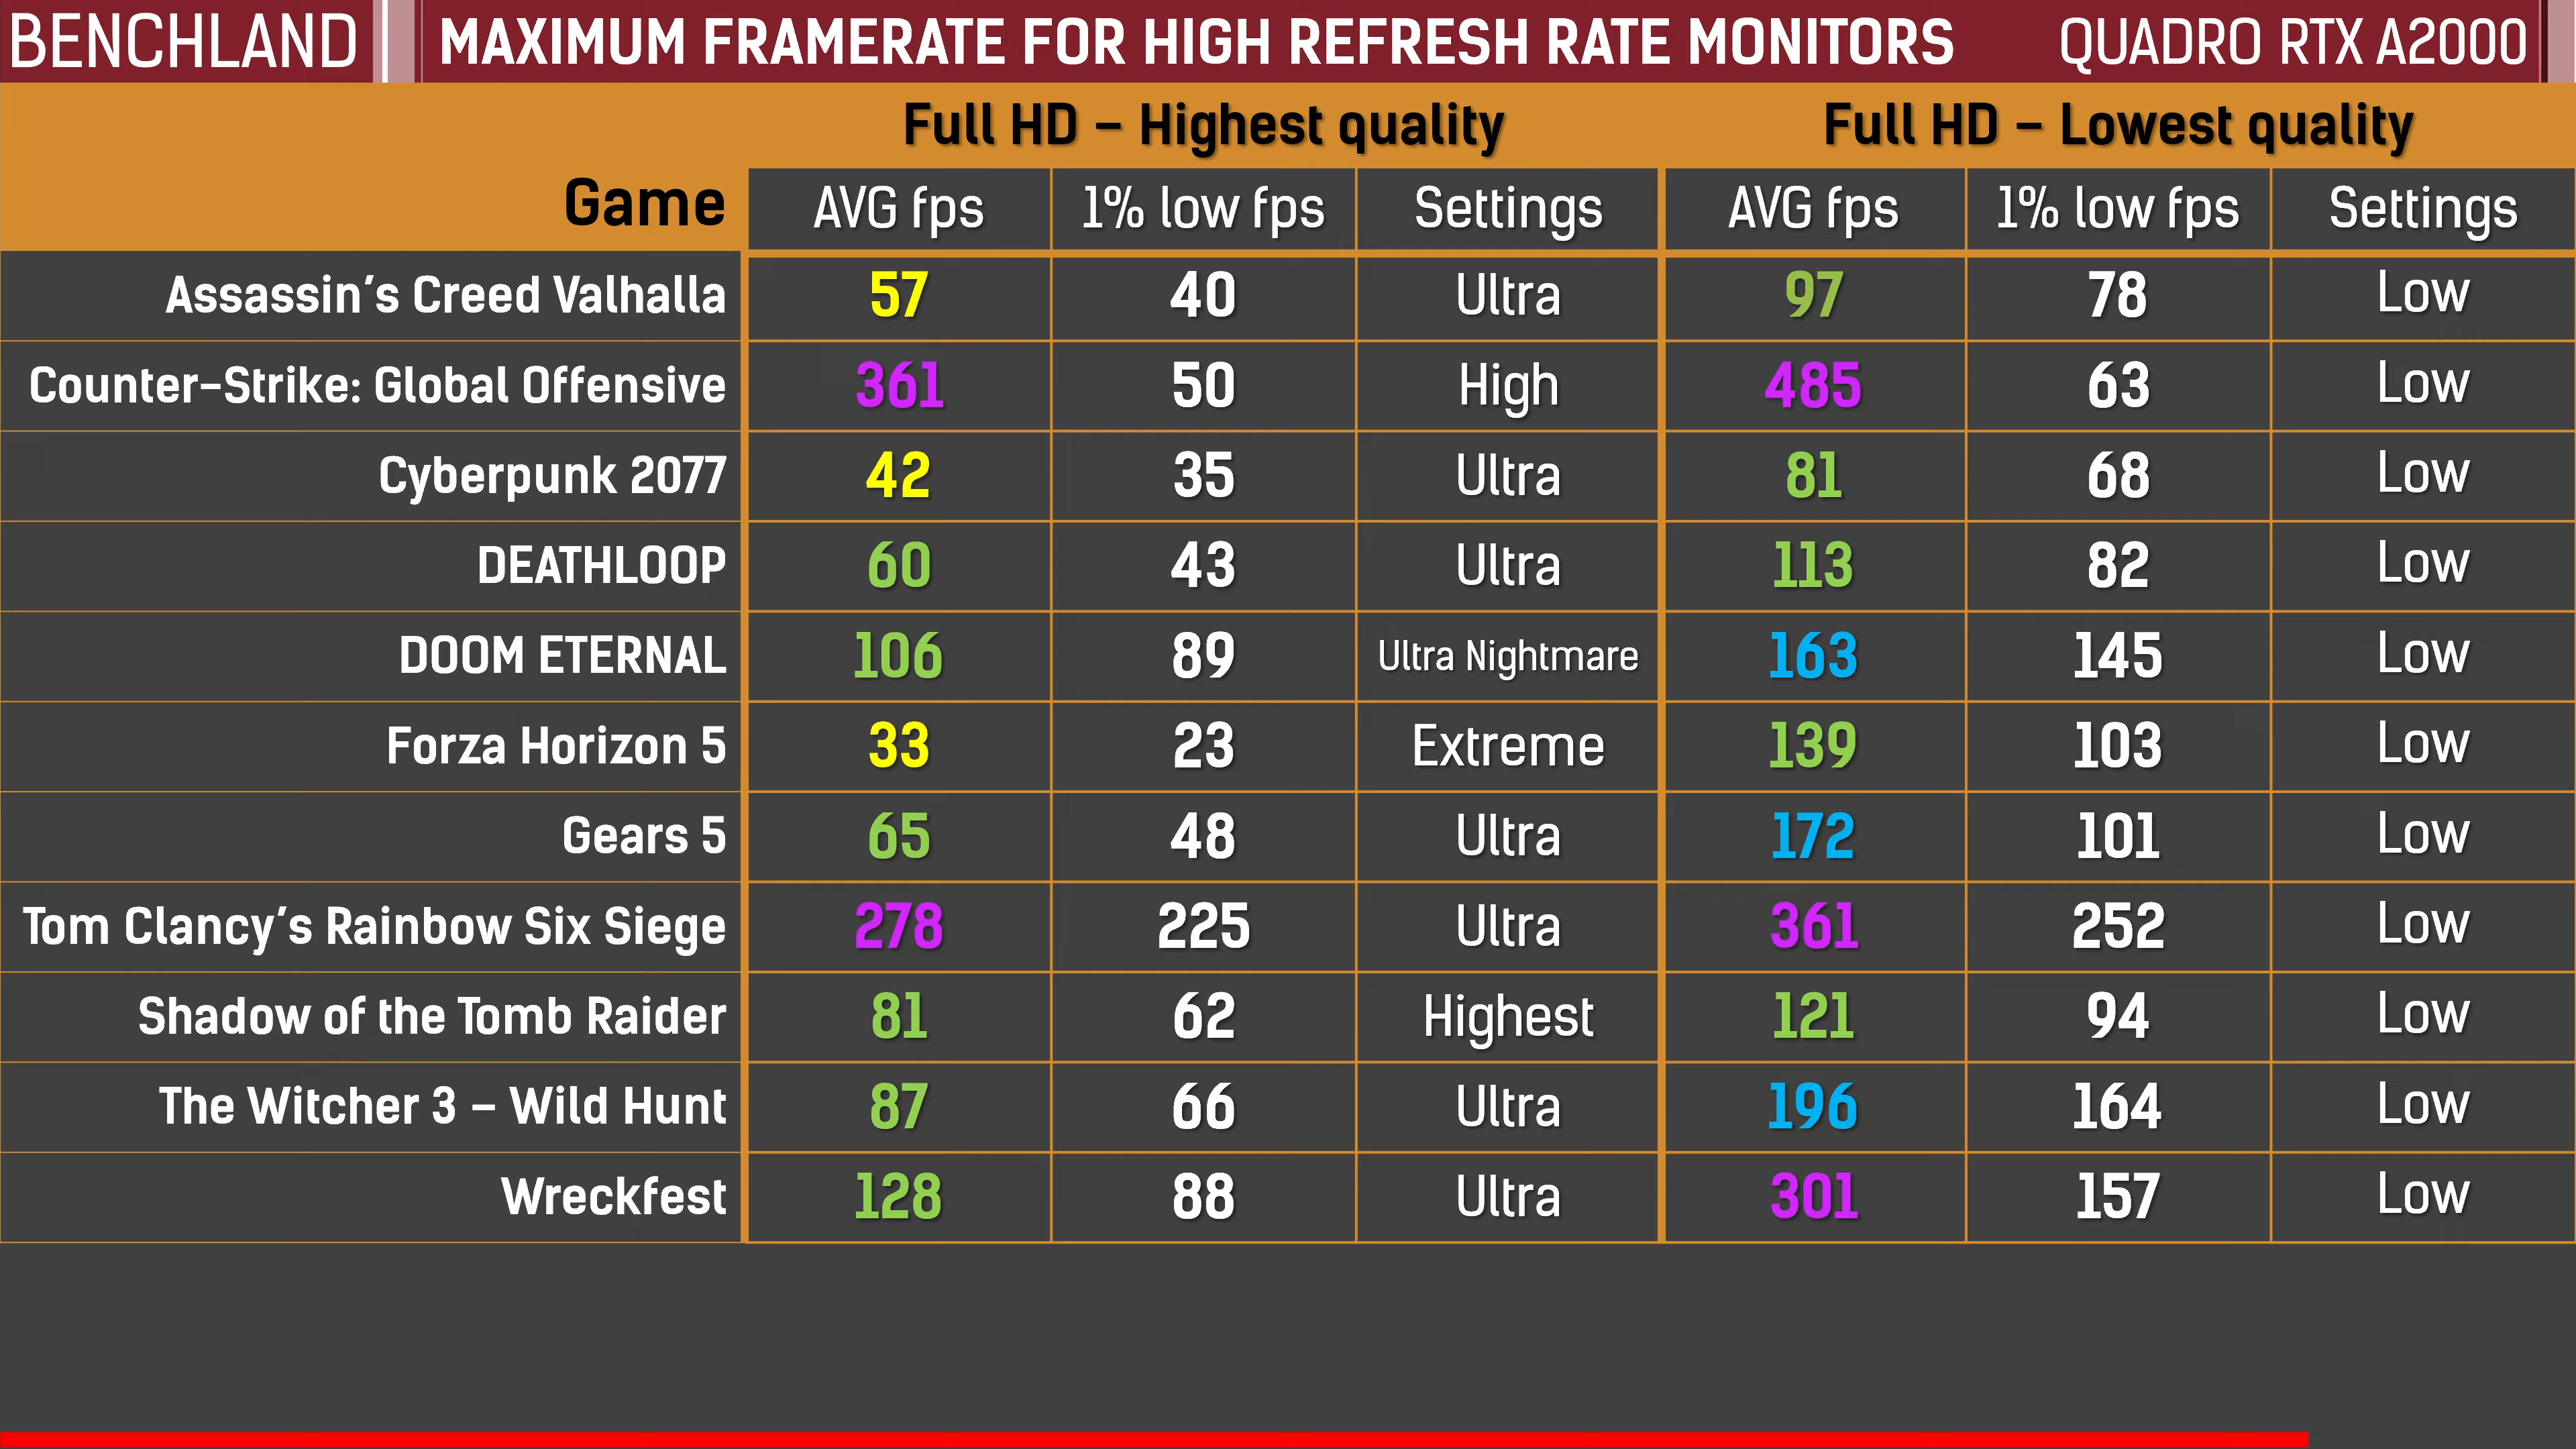 BENCHLAND MAXIMUM FRAMERATE FOR HIGH REFRESH RATE MONITORS QUADRO RTX A2000
Full HD – Highest quality Full HD – Lowest quality
Game AVG fps 1% low fps Settings AVG fps 1% low fps Settings
Assassin's Creed Valhalla 57 40 Ultra 97 78 Low
Counter-Strike: Global Offensive 361 50 High 485 63 Low
Cyberpunk 2077 42 35 Ultra 81 68 Low
DEATHLOOP 60 43 Ultra 113 82 Low
DOOM ETERNAL 106 89 Ultra Nightmare 163 145 Low
Forza Horizon 5 33 23 Extreme 139 103 Low
Gears 5 65 48 Ultra 172 101 Low
Tom Clancy's Rainbow Six Siege 278 225 Ultra 361 252 Low
Shadow of the Tomb Raider 81 62 Highest 121 94 Low
The Witcher 3 – Wild Hunt 87 66 Ultra 196 164 Low
Wreckfest 128 88 Ultra 301 157 Low